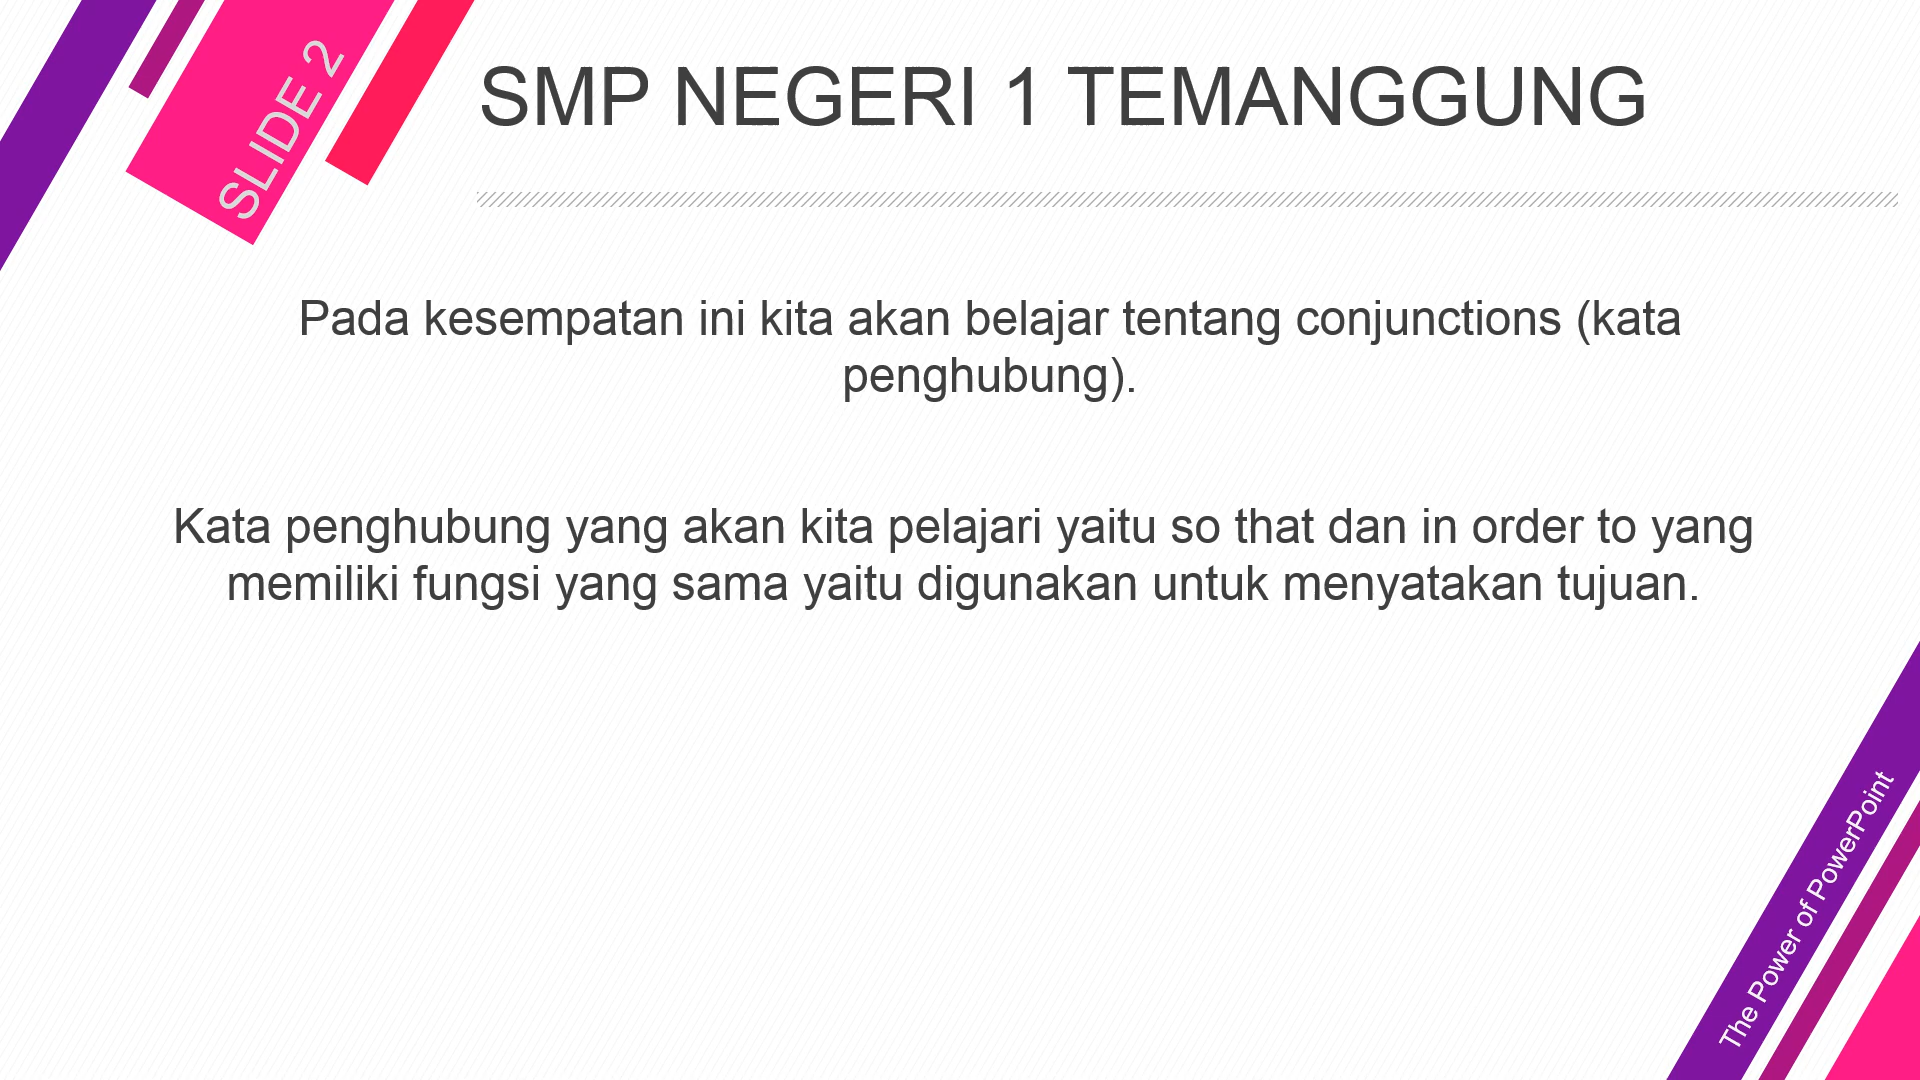 SLIDE 2
SMP NEGERI 1 TEMANGGUNG
Pada kesempatan ini kita akan belajar tentang conjunctions (kata
penghubung).
Kata penghubung yang akan kita pelajari yaitu so that dan in order to yang
memiliki fungsi yang sama yaitu digunakan untuk menyatakan tujuan.
The Power of PowerPoint